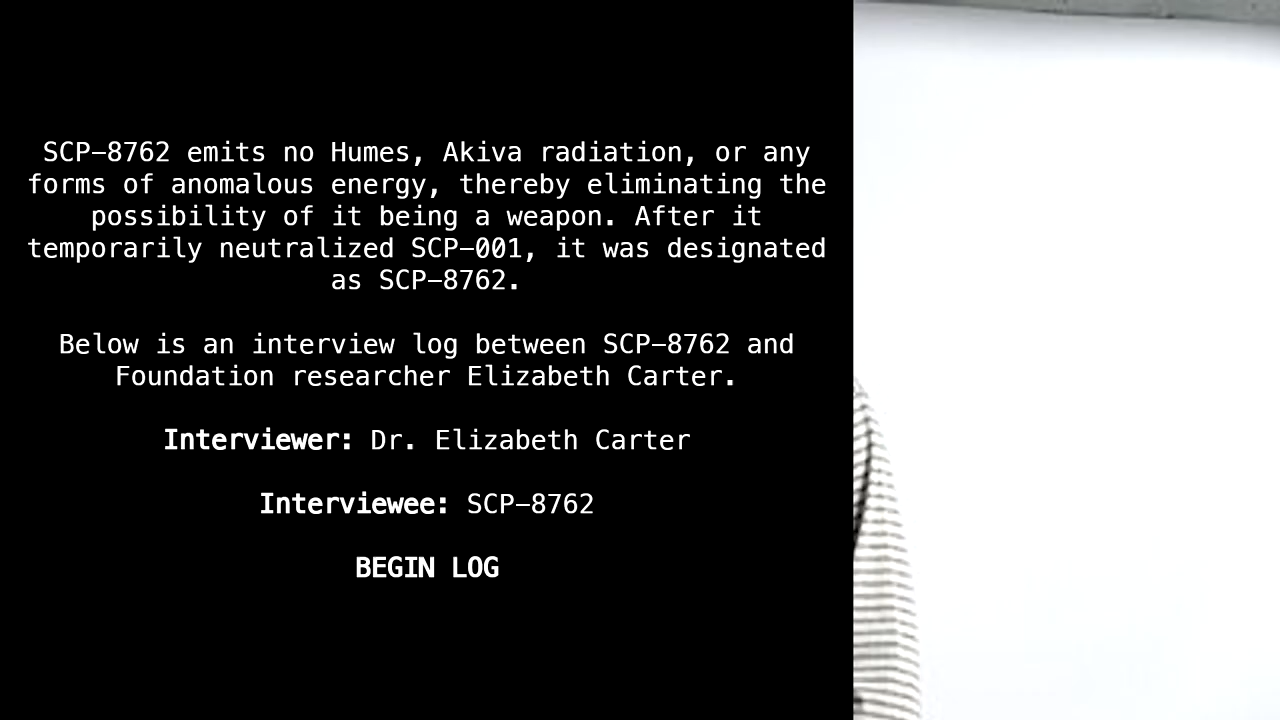 SCP-8762 emits no Humes, Akiva radiation, or any
forms of anomalous energy, thereby eliminating the
possibility of it being a weapon. After it
temporarily neutralized SCP-001, it was designated
as SCP-8762.
Below is an interview log between SCP-8762 and
Foundation researcher Elizabeth Carter.
Interviewer: Dr. Elizabeth Carter
Interviewee: SCP-8762
BEGIN LOG